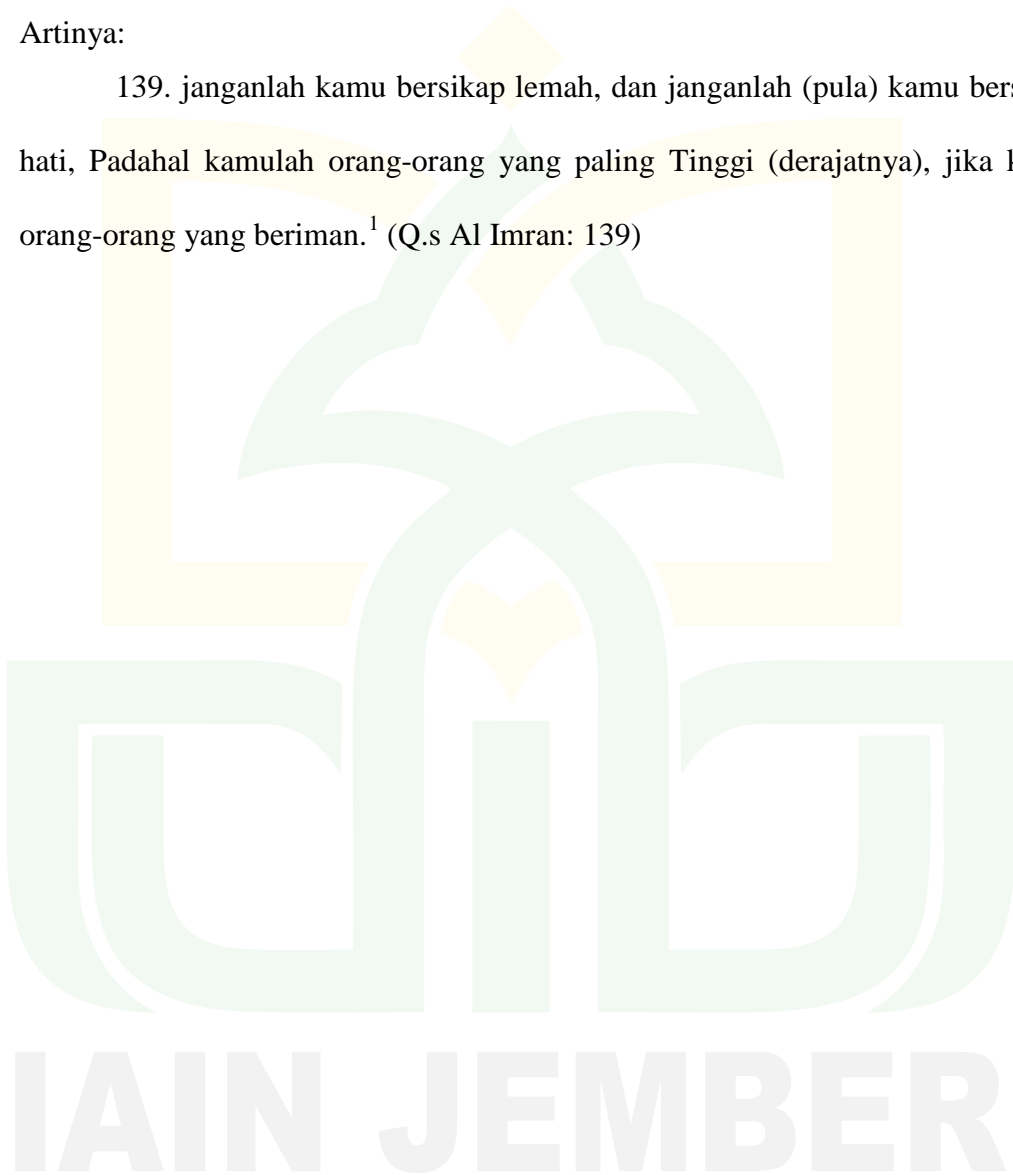 Artinya:
139. janganlah kamu bersikap lemah, dan janganlah (pula) kamu
hati, Padahal kamulah orang-orang yang paling Tinggi (derajatnya), jika
orang-orang yang beriman.1 (Q.s Al Imran: 139)
IAIN JEMBER